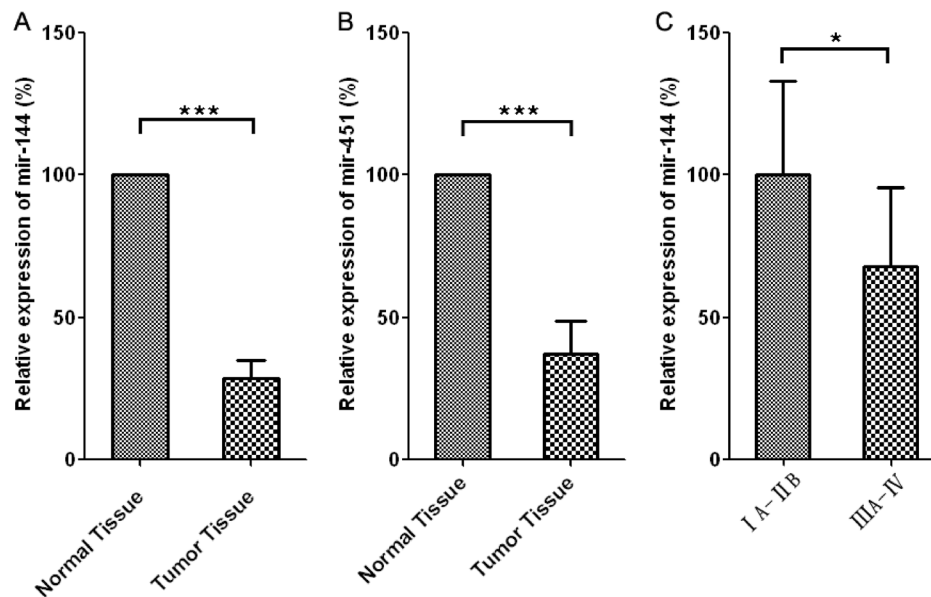 A
Relative expression of mir-144 (%)
150
100
50
0
***
Normal Tissue
Tumor Tissue
B
Relative expression of mir-451 (%)
150
100
50
0
***
Normal Tissue
Tumor Tissue
C
Relative expression of mir-144 (%)
150
100
50
0
*
I A-II B
IIIA-IV